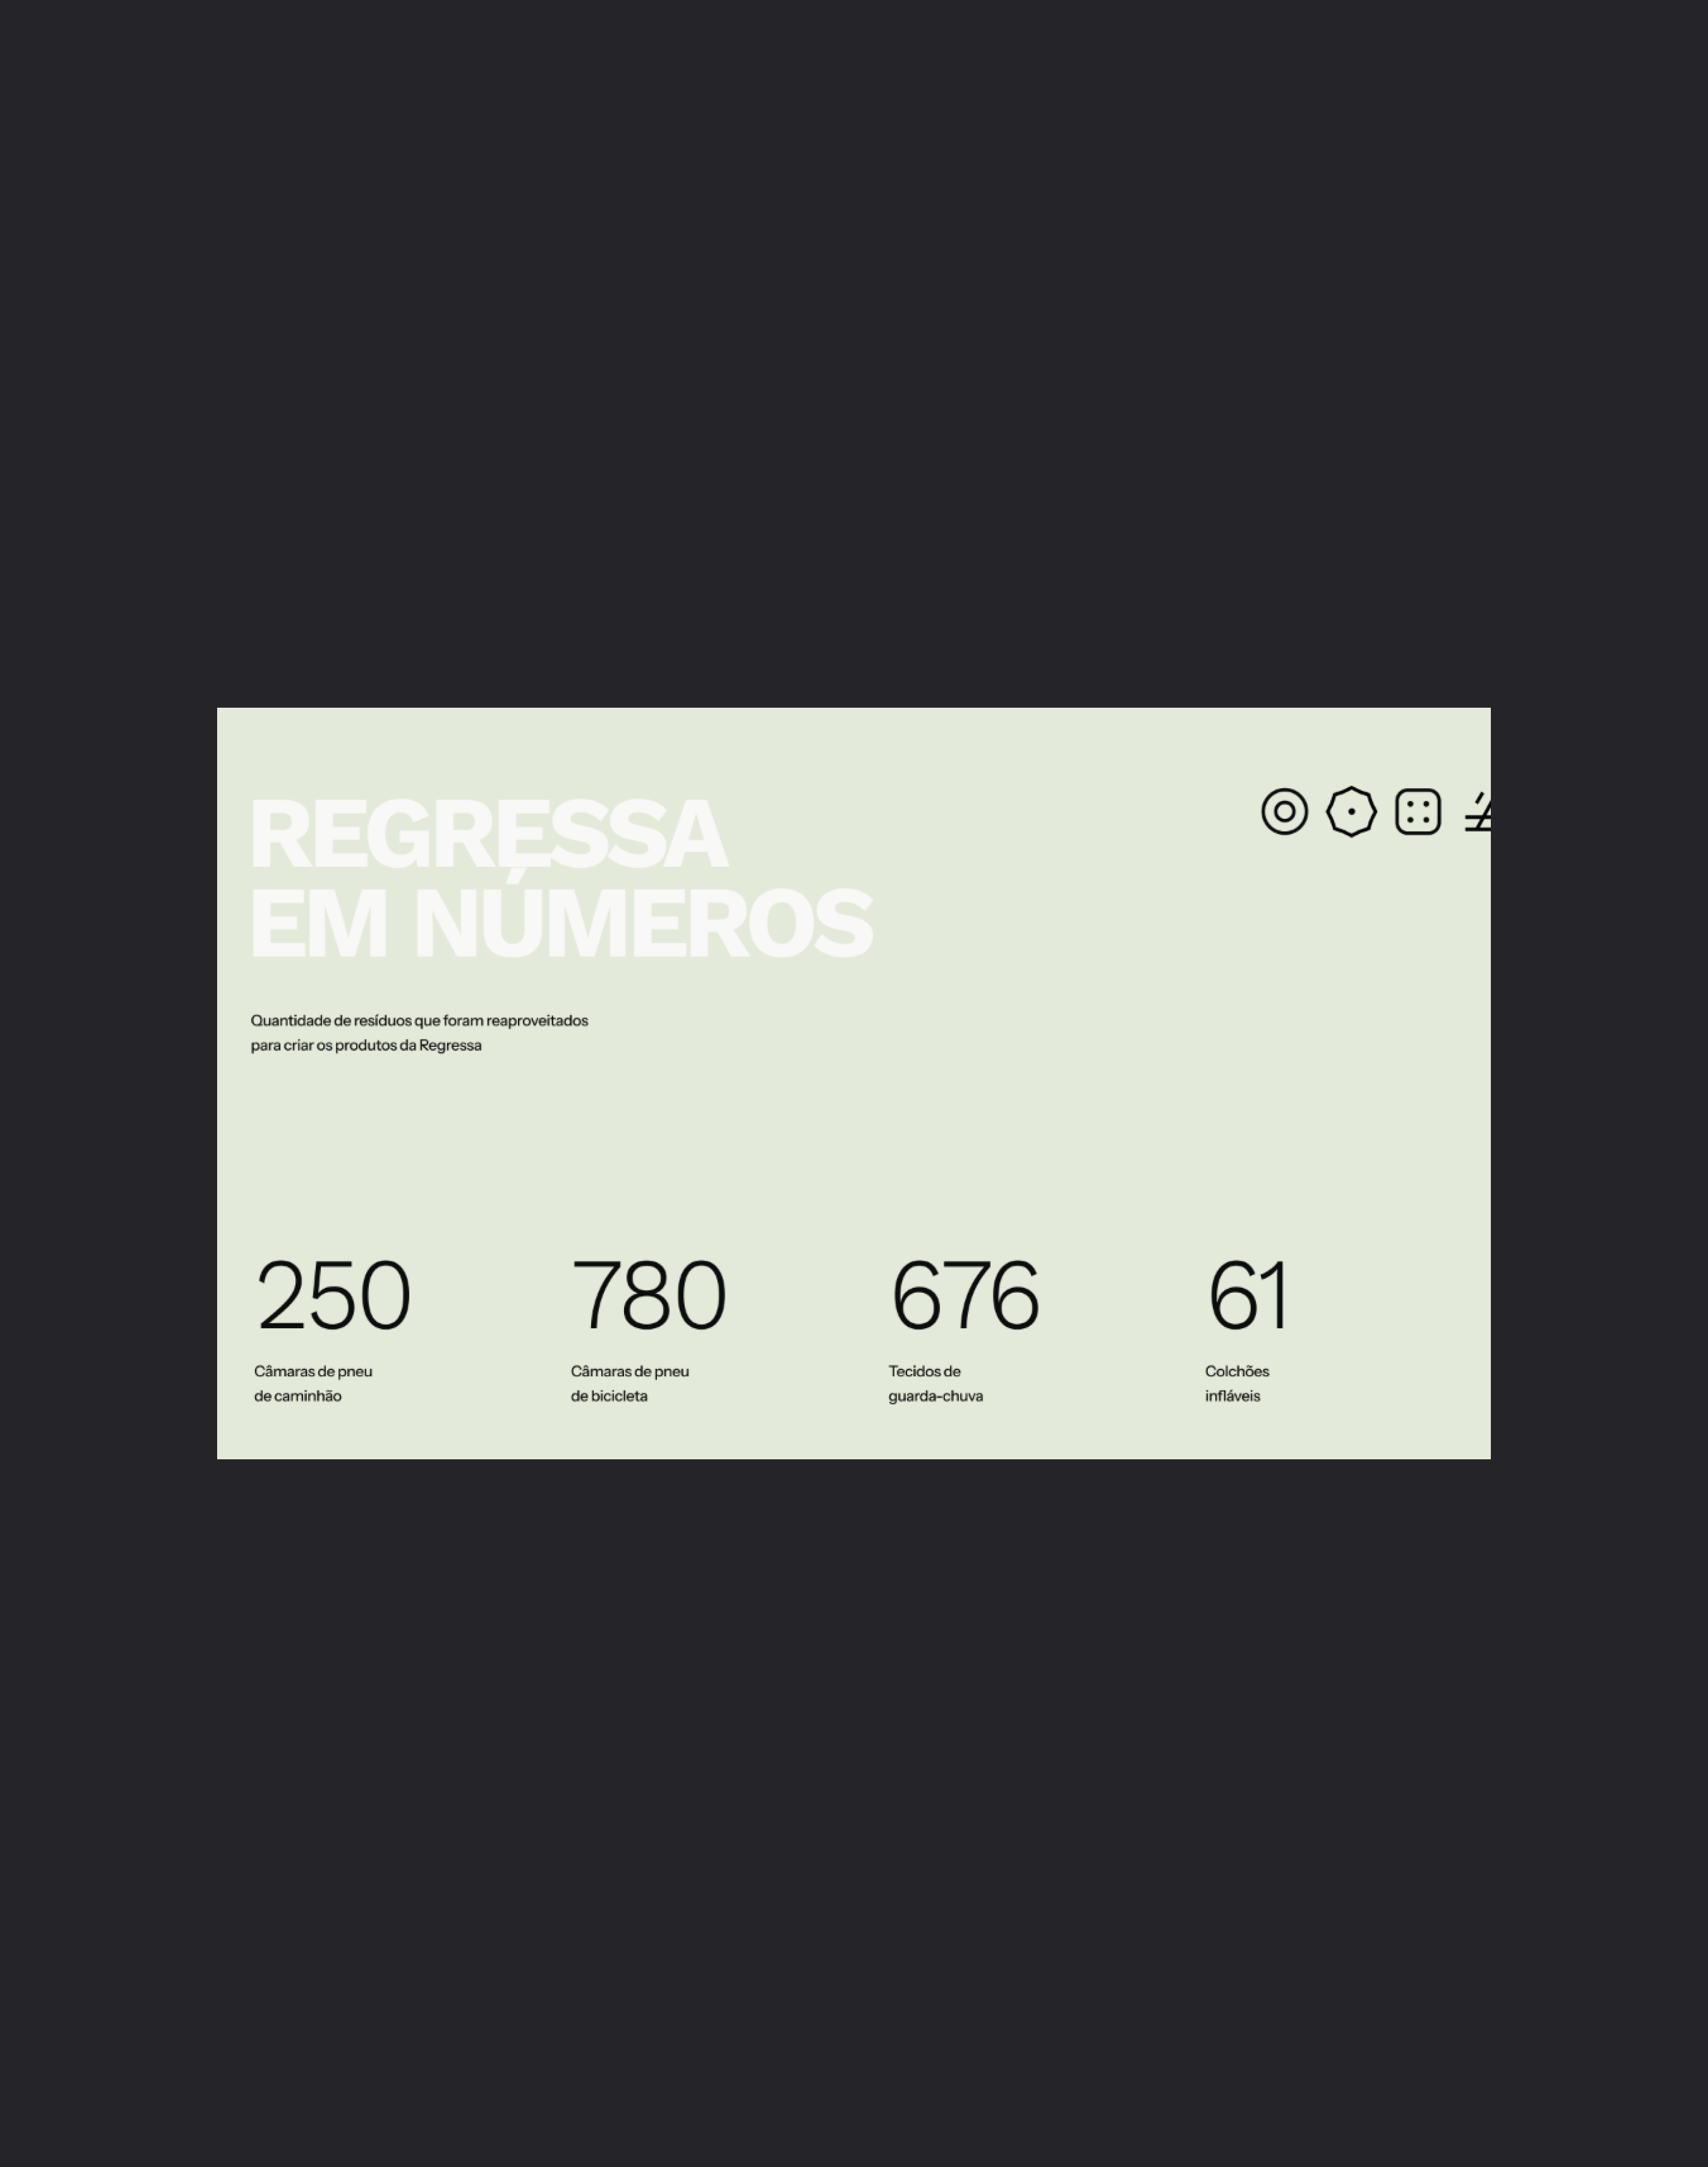 REGRESSA
EM NÚMEROS
Quantidade de resíduos que foram reaproveitados
para criar os produtos da Regressa
250
Câmaras de pneu
de caminhão
780
Câmaras de pneu
de bicicleta
676
Tecidos de
guarda-chuva
61
Colchões
infláveis